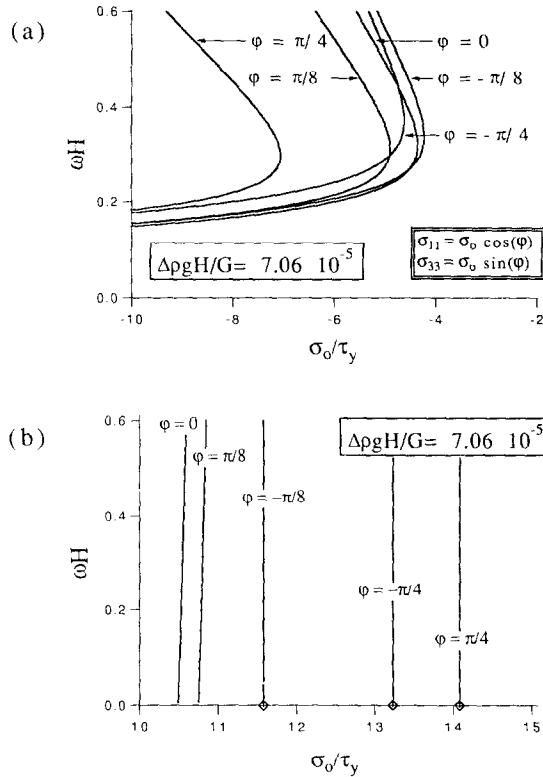 (a)
0.6
φ = π/ 4
φ = 0
φ = π/8
φ = - π/ 8
φ = - π/ 4
0.4
ωH
0.2
σ₁₁ = σₒ cos(φ)
σ₃₃ = σₒ sin(φ)
ΔρgH/G= 7.06 10⁻⁵
0.0
-10 -8 -6 -4 -2
σₒ/τy
(b)
0.6
φ = 0
φ = π/8
ΔρgH/G= 7.06 10⁻⁵
φ = -π/8
0.4
ωH
φ = -π/4
0.2
φ = π/4
0.0
10 11 12 13 14 15
σₒ/τy